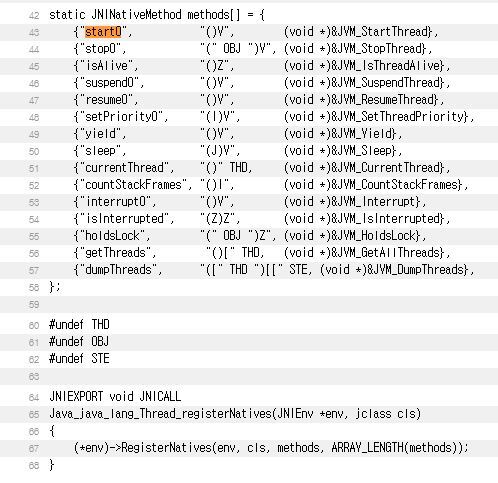 42 static JNINativeMethod methods[] = {
43     {"start0",           "()V",        (void *)&JVM_StartThread},
44     {"stop0",            "(" OBJ ")V", (void *)&JVM_StopThread},
45     {"isAlive",          "()Z",        (void *)&JVM_IsThreadAlive},
46     {"suspend0",         "()V",        (void *)&JVM_SuspendThread},
47     {"resume0",          "()V",        (void *)&JVM_ResumeThread},
48     {"setPriority0",     "(I)V",       (void *)&JVM_SetThreadPriority},
49     {"yield",            "()V",        (void *)&JVM_Yield},
50     {"sleep",            "(J)V",       (void *)&JVM_Sleep},
51     {"currentThread",    "()" THD,     (void *)&JVM_CurrentThread},
52     {"countStackFrames", "()I",        (void *)&JVM_CountStackFrames},
53     {"interrupt0",       "()V",        (void *)&JVM_Interrupt},
54     {"isInterrupted",    "(Z)Z",       (void *)&JVM_IsInterrupted},
55     {"holdsLock",        "(" OBJ ")Z", (void *)&JVM_HoldsLock},
56     {"getThreads",       "()[" THD,    (void *)&JVM_GetAllThreads},
57     {"dumpThreads",      "([" THD ")[[" STE, (void *)&JVM_DumpThreads},
58 };
59
60 #undef THD
61 #undef OBJ
62 #undef STE
63
64 JNIEXPORT void JNICALL
65 Java_java_lang_Thread_registerNatives(JNIEnv *env, jclass cls)
66 {
67     (*env)->RegisterNatives(env, cls, methods, ARRAY_LENGTH(methods));
68 }